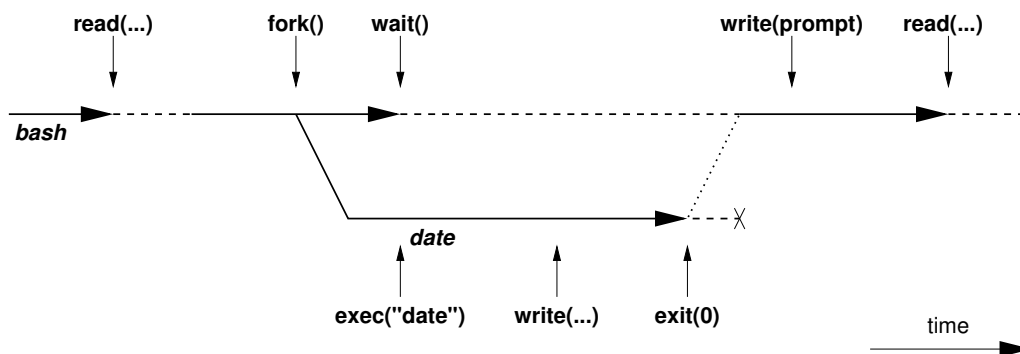 read(...) fork() wait() write(prompt) read(...)
bash
date
exec("date") write(...) exit(0)
time